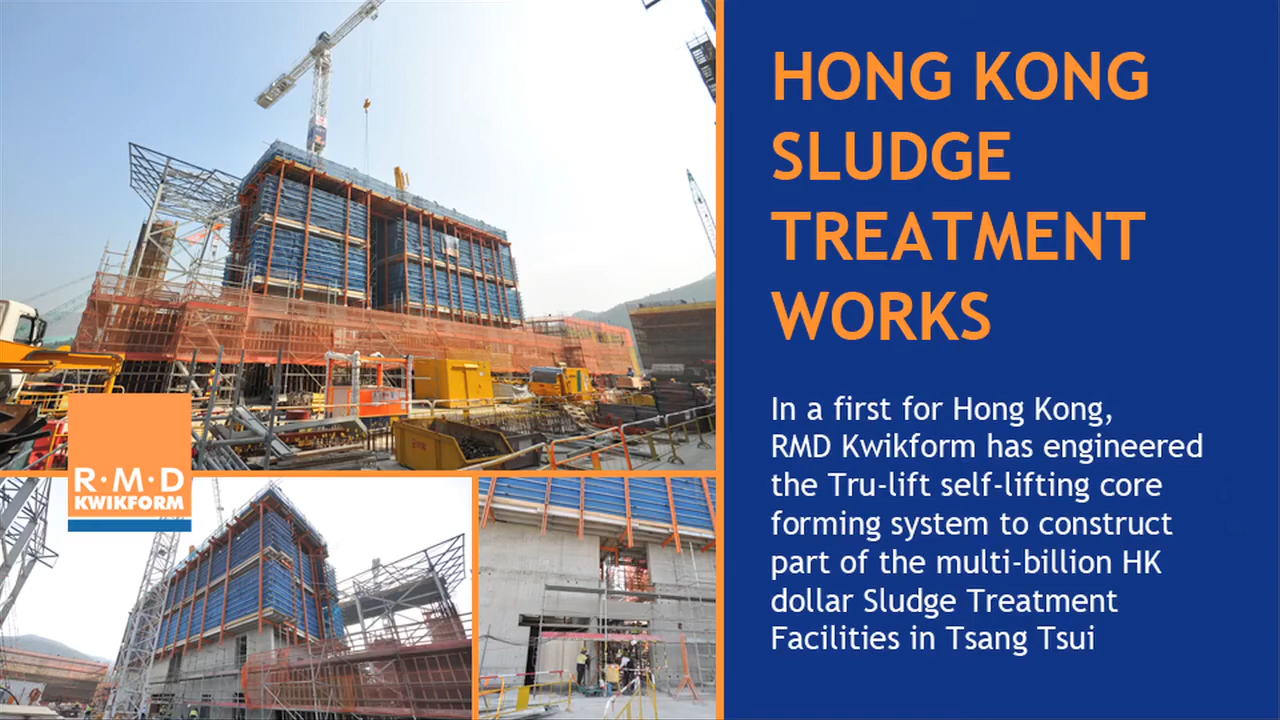 HONG KONG
SLUDGE
TREATMENT
WORKS
In a first for Hong Kong,
RMD Kwikform has engineered
the Tru-lift self-lifting core
forming system to construct
part of the multi-billion HK
dollar Sludge Treatment
Facilities in Tsang Tsui
R·M·D
KWIKFORM